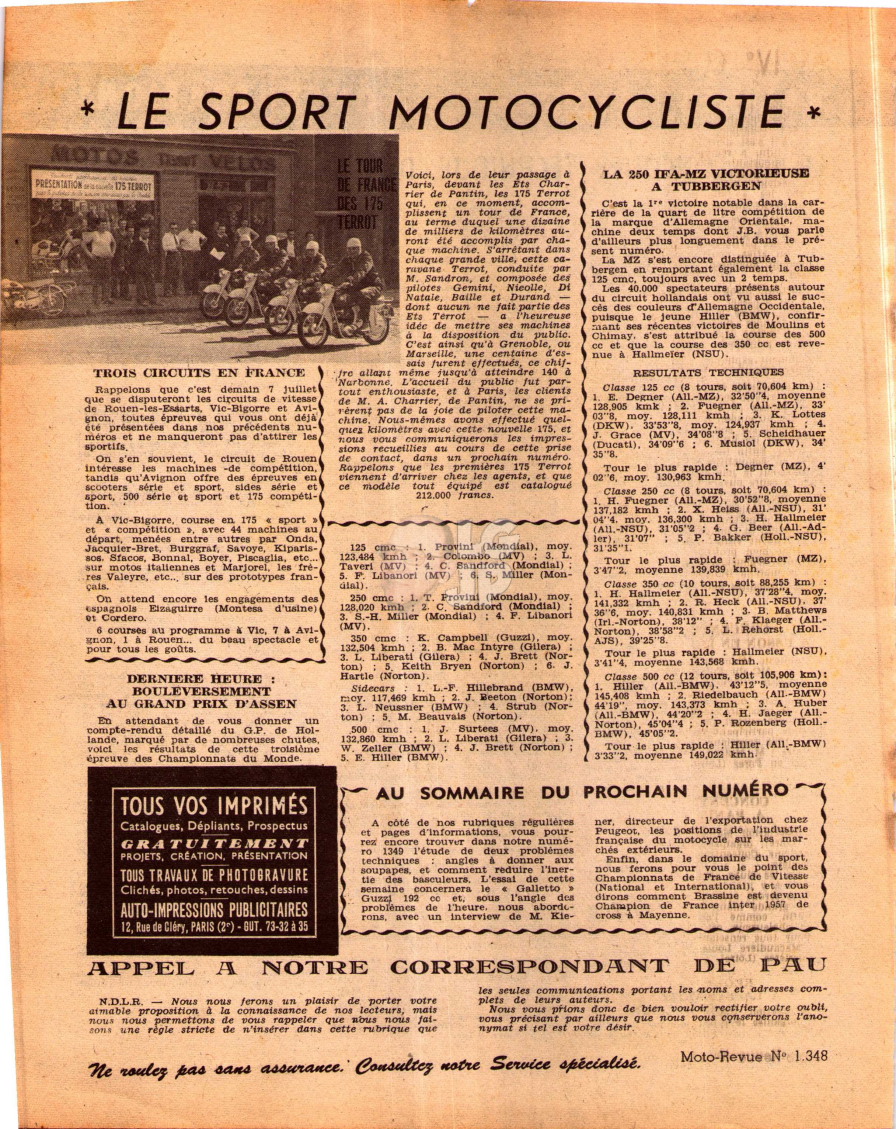 * LE SPORT MOTOCYCLISTE *
MOTOS VELOS
PRÉSENTATION de la nouvelle 175 TERROT
LE TOUR
DE FRANCE
DES 175
TERROT
Voici, lors de leur passage à
Paris, devant les Ets Char-
rier de Pantin, les 175 Terrot
qui, en ce moment, accom-
plissent un tour de France,
au terme duquel une dizaine
de milliers de kilomètres au-
ront été accomplis par cha-
que machine. S'arrêtant dans
chaque grande ville, cette ca-
ravane Terrot, conduite par
M. Sandron, est composée des
pilotes Gemini, Nicolle, Di
Natale, Baille et Durand —
dont aucun ne fait partie des
Ets Terrot — a l'heureuse
idée de mettre ses machines
à la disposition du public.
C'est ainsi qu'à Grenoble, ou
Marseille, une centaine d'es-
sais furent effectués, ce chif-
fre allant même jusqu'à atteindre 140 à
Narbonne. L'accueil du public fut par-
tout enthousiaste, et à Paris, les clients
de M. A. Charrier, de Pantin, ne se pri-
vèrent pas de la joie de piloter cette ma-
chine. Nous-mêmes avons effectué quel-
ques kilomètres avec cette nouvelle 175, et
nous vous communiquerons les impres-
sions recueillies au cours de cette prise
de contact, dans un prochain numéro.
Rappelons que les premières 175 Terrot
viennent d'arriver chez les agents, et que
ce modèle tout équipé est catalogué
212.000 francs.
TROIS CIRCUITS EN FRANCE
Rappelons que c'est demain 7 juillet
que se disputeront les circuits de vitesse
de Rouen-les-Essarts, Vic-Bigorre et Avi-
gnon, toutes épreuves qui vous ont déjà
été présentées dans nos précédents nu-
méros et ne manqueront pas d'attirer les
sportifs.
On s'en souvient, le circuit de Rouen
intéresse les machines -de compétition,
tandis qu'Avignon offre des épreuves en
scooters série et sport, sides série et
sport, 500 série et sport et 175 compéti-
tion.
A Vic-Bigorre, course en 175 « sport »
et « compétition », avec 44 machines au
départ, menées entre autres par Onda,
Jacquier-Bret, Burggraf, Savoye, Kiparis-
sos, Sfacos, Bonnal, Boyer, Piscaglia, etc...
sur motos italiennes et Marjorel, les frè-
res Valeyre, etc... sur des prototypes fran-
çais.
On attend encore les engagements des
espagnols Eizaguirre (Montesa d'usine)
et Cordero.
6 courses au programme à Vic, 7 à Avi-
gnon, 1 à Rouen... du beau spectacle et
pour tous les goûts.
DERNIERE HEURE :
BOULEVERSEMENT
AU GRAND PRIX D'ASSEN
En attendant de vous donner un
compte-rendu détaillé du G.P. de Hol-
lande, marqué par de nombreuses chutes,
voici les résultats de cette troisième
épreuve des Championnats du Monde.
125 cmc : 1. Provini (Mondial), moy.
123,484 kmh ; 2. Colombo (MV) ; 3. L.
Taveri (MV) ; 4. C. Sandford (Mondial) ;
5. F. Libanori (MV) ; 6. S. Miller (Mon-
dial).
250 cmc : 1. T. Provini (Mondial), moy.
128,020 kmh ; 2. C. Sandford (Mondial) ;
3. S.-H. Miller (Mondial) ; 4. F. Libanori
(MV).
350 cmc : K. Campbell (Guzzi), moy.
132,504 kmh ; 2. B. Mac Intyre (Gilera) ;
3. L. Liberati (Gilera) ; 4. J. Brett (Nor-
ton) ; 5. Keith Bryen (Norton) ; 6. J.
Hartle (Norton).
Sidecars : 1. L.-F. Hillebrand (BMW),
moy. 117,469 kmh ; 2. J. Beeton (Norton);
3. L. Neussner (BMW) ; 4. Strub (Nor-
ton) ; 5. M. Beauvais (Norton).
500 cmc : 1. J. Surtees (MV), moy.
132,860 kmh ; 2. L. Liberati (Gilera) ; 3.
W. Zeller (BMW) ; 4. J. Brett (Norton) ;
5. E. Hiller (BMW).
LA 250 IFA-MZ VICTORIEUSE
A TUBBERGEN
C'est la 1re victoire notable dans la car-
rière de la quart de litre compétition de
la marque d'Allemagne Orientale, ma-
chine deux temps dont J.B. vous parle
d'ailleurs plus longuement dans le pré-
sent numéro.
La MZ s'est encore distinguée à Tub-
bergen en remportant également la classe
125 cmc, toujours avec un 2 temps.
Les 40.000 spectateurs présents autour
du circuit hollandais ont vu aussi le suc-
cès des couleurs d'Allemagne Occidentale,
puisque le jeune Hiller (BMW), confir-
mant ses récentes victoires de Moulins et
Chimay, s'est attribué la course des 500
cc et que la course des 350 cc est reve-
nue à Hallmeier (NSU).
RESULTATS TECHNIQUES
Classe 125 cc (8 tours, soit 70,604 km) :
1. E. Degner (All.-MZ), 32'50"4, moyenne
128,905 kmk ; 2. Fuegner (All.-MZ), 33'
03"8, moy. 128,111 kmh ; 3. K. Lottes
(DKW), 33'53"8, moy. 124,937 kmh ; 4.
J. Grace (MV), 34'08"8 ; 5. Scheidhauer
(Ducati), 34'09"6 ; 6. Musiol (DKW), 34'
35"8.
Tour le plus rapide : Degner (MZ), 4'
02"6, moy. 130,963 kmh.
Classe 250 cc (8 tours, soit 70,604 km) :
1. H. Fuegner (All.-MZ), 30'52"8, moyenne
137,182 kmh ; 2. X. Heiss (All.-NSU), 31'
04"4, moy. 136,300 kmh ; 3. H. Hallmeier
(All.-NSU), 31'05"2 ; 4. G. Beer (All.-Ad-
ler), 31'07" ; 5. P. Bakker (Holl.-NSU),
31'35"1.
Tour le plus rapide : Fuegner (MZ),
3'47"2, moyenne 139,839 kmh.
Classe 350 cc (10 tours, soit 88,255 km) :
1. H. Hallmeier (All.-NSU), 37'28"4, moy.
141,332 kmh ; 2. R. Heck (All.-NSU), 37'
36"6, moy. 140,831 kmh ; 3. B. Matthews
(Irl.-Norton), 38'12" ; 4. F. Klaeger (All.-
Norton), 38'58"2 ; 5. L. Rehorst (Holl.-
AJS), 39'25"8.
Tour le plus rapide : Hallmeier (NSU),
3'41"4, moyenne 143,568 kmh.
Classe 500 cc (12 tours, soit 105,906 km) :
1. Hiller (All.-BMW), 43'12"5, moyenne
145,408 kmh ; 2. Riedelbauch (All.-BMW)
44'19", moy. 143,373 kmh ; 3. A. Huber
(All.-BMW), 44'20"2 ; 4. H. Jaeger (All.-
Norton), 45'04"4 ; 5. P. Rozenberg (Holl.-
BMW), 45'05"2.
Tour le plus rapide : Hiller (All.-BMW)
3'33"2, moyenne 149,022 kmh.
TOUS VOS IMPRIMÉS
Catalogues, Dépliants, Prospectus
GRATUITEMENT
PROJETS, CRÉATION, PRÉSENTATION
TOUS TRAVAUX DE PHOTOGRAVURE
Clichés, photos, retouches, dessins
AUTO-IMPRESSIONS PUBLICITAIRES
12, Rue de Cléry, PARIS (2e) - GUT. 73-32 à 35
AU SOMMAIRE DU PROCHAIN NUMÉRO
A côté de nos rubriques régulières
et pages d'informations, vous pour-
rez encore trouver dans notre numé-
ro 1349 l'étude de deux problèmes
techniques : angles à donner aux
soupapes, et comment reduire l'iner-
tie des basculeurs. L'essai de cette
semaine concernera le « Galletto »
Guzzi 192 cc et, sous l'angle des
problèmes de l'heure, nous aborde-
rons, avec un interview de M. Kie-
ner, directeur de l'exportation chez
Peugeot, les positions de l'industrie
française du motocycle sur les mar-
chés extérieurs.
Enfin, dans le domaine du sport,
nous ferons pour vous le point des
Championnats de France de Vitesse
(National et International), et vous
dirons comment Brassine est devenu
Champion de France inter 1957 de
cross à Mayenne.
APPEL A NOTRE CORRESPONDANT DE PAU
N.D.L.R. — Nous nous ferons un plaisir de porter votre
aimable proposition à la connaissance de nos lecteurs, mais
nous nous permettons de vous rappeler que nous nous fai-
sons une règle stricte de n'insérer dans cette rubrique que
les seules communications portant les noms et adresses com-
plets de leurs auteurs.
Nous vous prions donc de bien vouloir rectifier votre oubli,
vous précisant par ailleurs que nous vous conserverons l'ano-
nymat si tel est votre désir.
Ne roulez pas sans assurance. Consultez notre Service spécialisé.
Moto-Revue N° 1.348